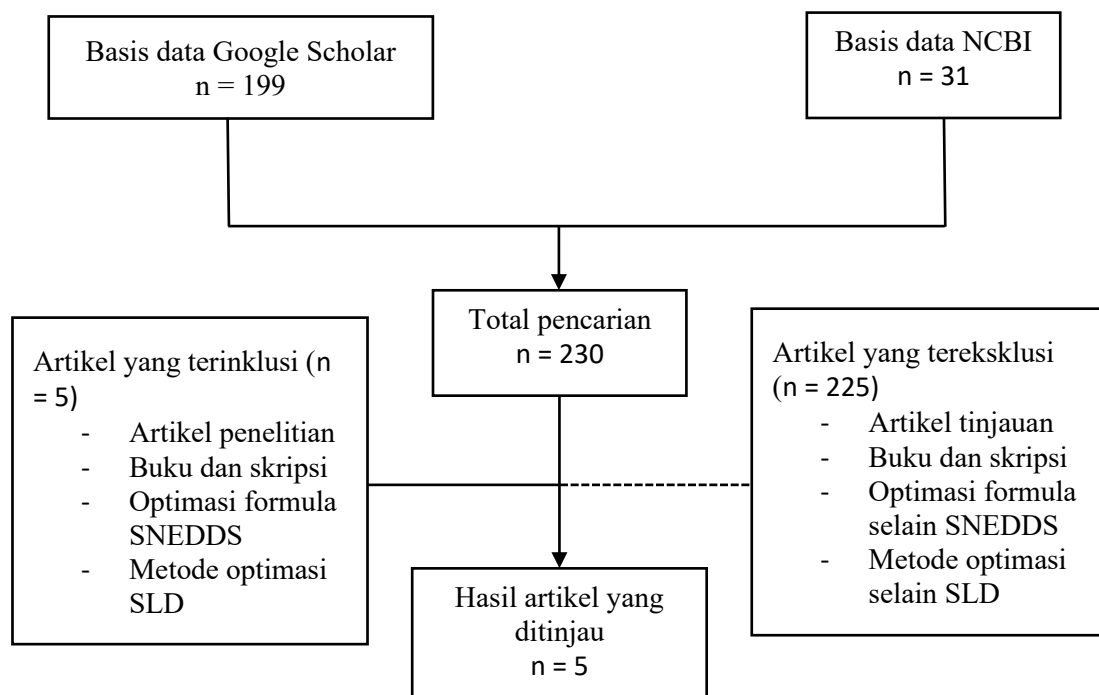 Basis data Google Scholar
n = 199
Basis data NCBI
n = 31
Total pencarian
n = 230
Artikel yang terinklusi (n
= 5)
- Artikel penelitian
- Buku dan skripsi
- Optimasi formula
SNEDDS
- Metode optimasi
SLD
Artikel yang tereksklusi
(n = 225)
- Artikel tinjauan
- Buku dan skripsi
- Optimasi formula
selain SNEDDS
- Metode optimasi
selain SLD
Hasil artikel yang
ditinjau
n = 5